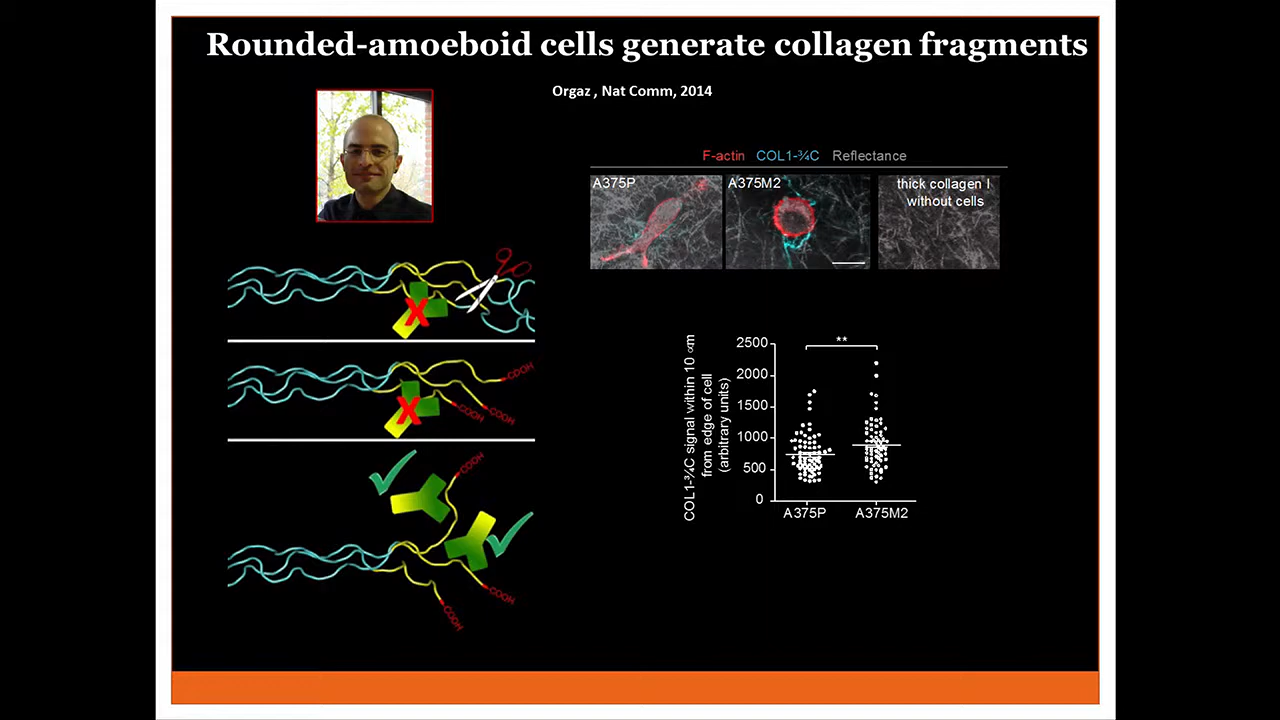 Rounded-amoeboid cells generate collagen fragments
Orgaz , Nat Comm, 2014
F-actin COL1-¾C Reflectance
A375P
A375M2
thick collagen I
without cells
X
COOH
X
COOH
COOH
COOH
COOH
COOH
COL1-¾C signal within 10 αm
from edge of cell
(arbitrary units)
**
2500
2000
1500
1000
500
0
A375P
A375M2